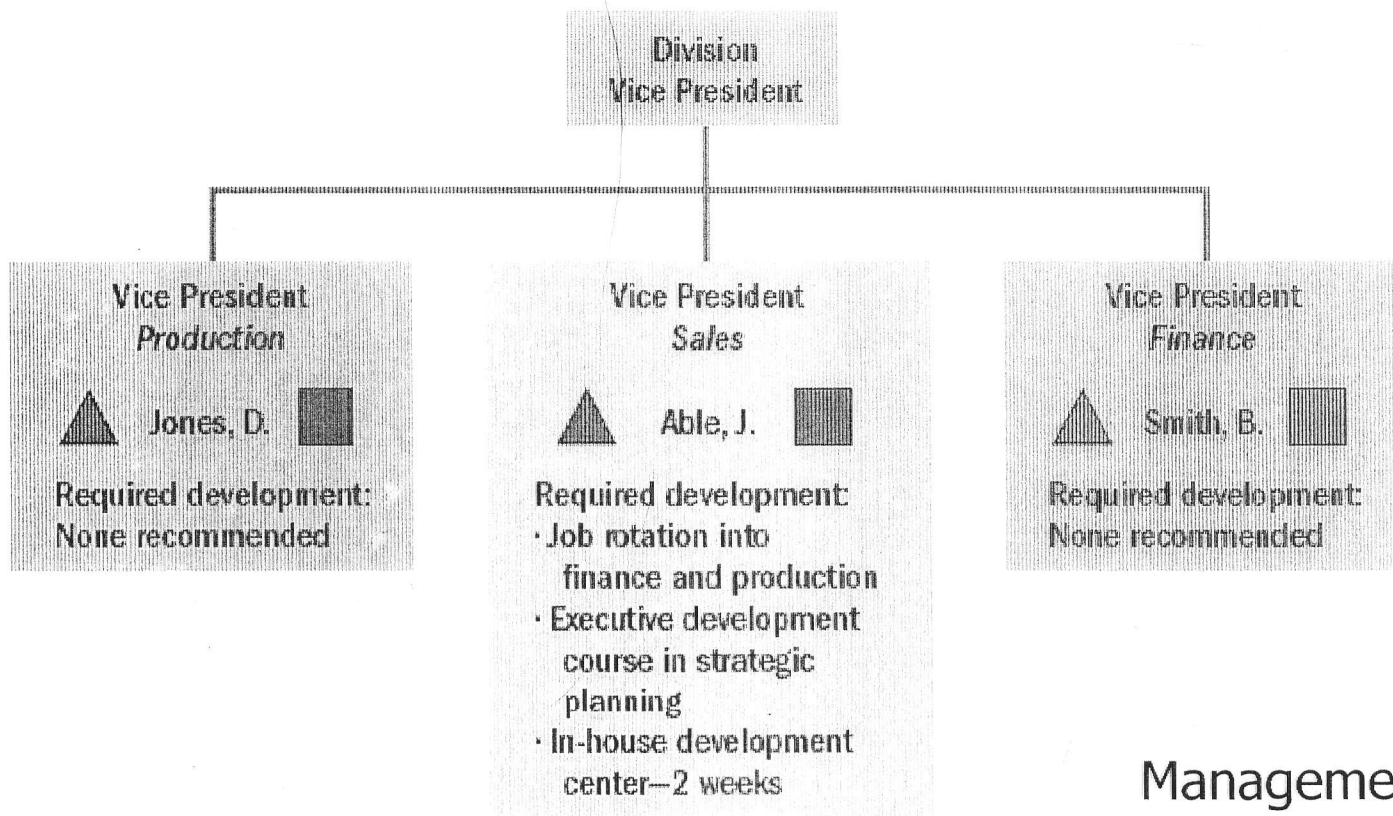 Division
Vice President
Vice President
Production
Jones, D.
Required development:
None recommended
Vice President
Sales
Able, J.
Required development:
· Job rotation into
finance and production
· Executive development
course in strategic
planning
· In-house development
center—2 weeks
Vice President
Finance
Smith, B.
Required development:
None recommended
Manageme